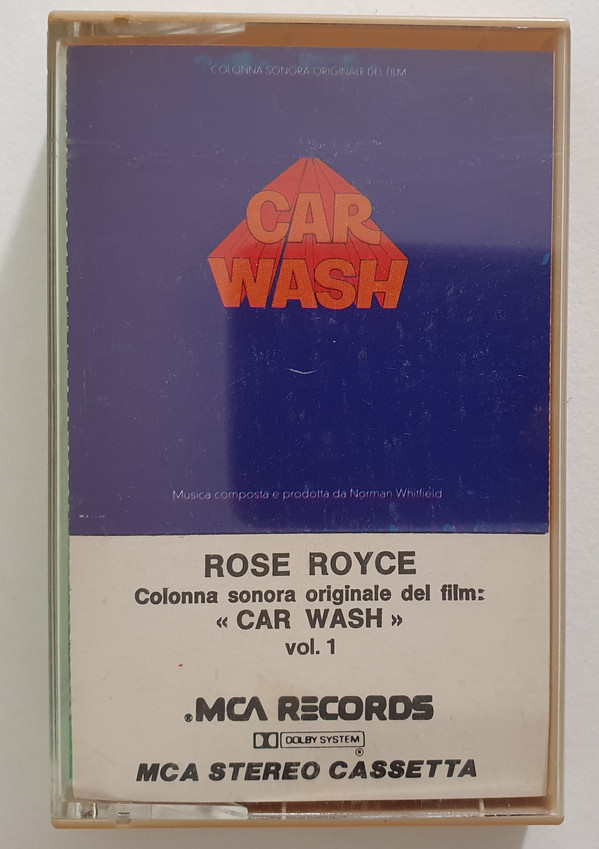 COLONNA SONORA ORIGINALE DEL FILM
CAR
WASH
Musica composta e prodotta da Norman Whitfield
ROSE ROYCE
Colonna sonora originale del film:
« CAR WASH »
vol. 1
®.MCA RECORDS
DOLBY SYSTEM
®
MCA STEREO CASSETTA